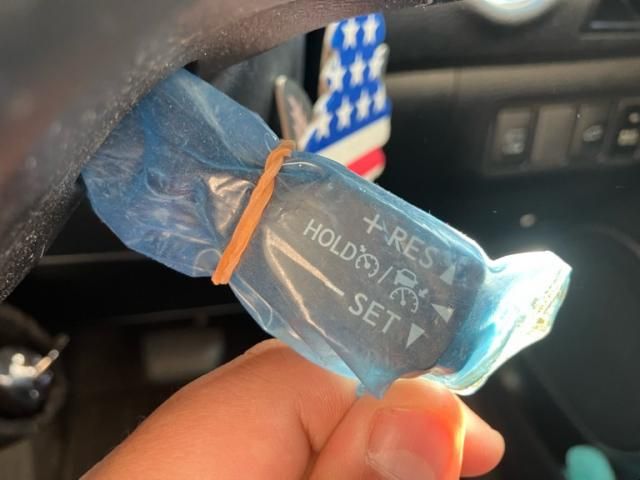 +RES
HOLD /
SET